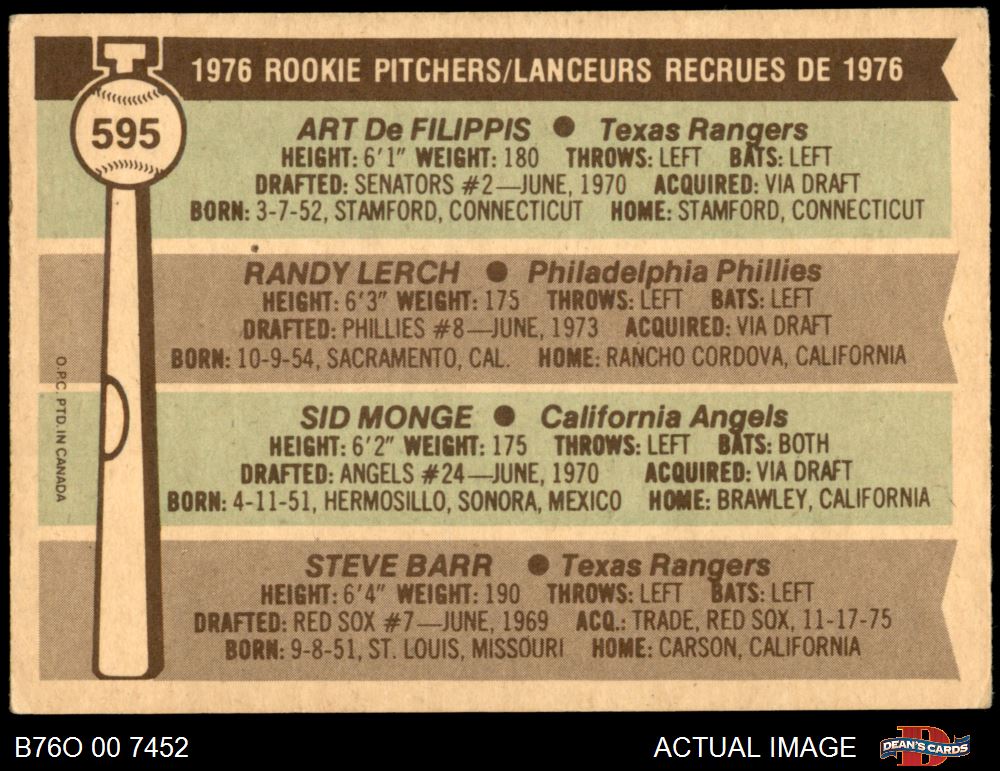 1976 ROOKIE PITCHERS/LANCEURS RECRUES DE 1976
595
ART De FILIPPIS ● Texas Rangers
HEIGHT: 6'1" WEIGHT: 180 THROWS: LEFT BATS: LEFT
DRAFTED: SENATORS #2—JUNE, 1970 ACQUIRED: VIA DRAFT
BORN: 3-7-52, STAMFORD, CONNECTICUT HOME: STAMFORD, CONNECTICUT
RANDY LERCH ● Philadelphia Phillies
HEIGHT: 6'3" WEIGHT: 175 THROWS: LEFT BATS: LEFT
DRAFTED: PHILLIES #8—JUNE, 1973 ACQUIRED: VIA DRAFT
BORN: 10-9-54, SACRAMENTO, CAL. HOME: RANCHO CORDOVA, CALIFORNIA
SID MONGE ● California Angels
HEIGHT: 6'2" WEIGHT: 175 THROWS: LEFT BATS: BOTH
DRAFTED: ANGELS #24—JUNE, 1970 ACQUIRED: VIA DRAFT
BORN: 4-11-51, HERMOSILLO, SONORA, MEXICO HOME: BRAWLEY, CALIFORNIA
STEVE BARR ● Texas Rangers
HEIGHT: 6'4" WEIGHT: 190 THROWS: LEFT BATS: LEFT
DRAFTED: RED SOX #7—JUNE, 1969 ACQ.: TRADE, RED SOX, 11-17-75
BORN: 9-8-51, ST. LOUIS, MISSOURI HOME: CARSON, CALIFORNIA
O.P.C. PTD. IN CANADA
B76O 00 7452
ACTUAL IMAGE
D
DEAN'S CARDS